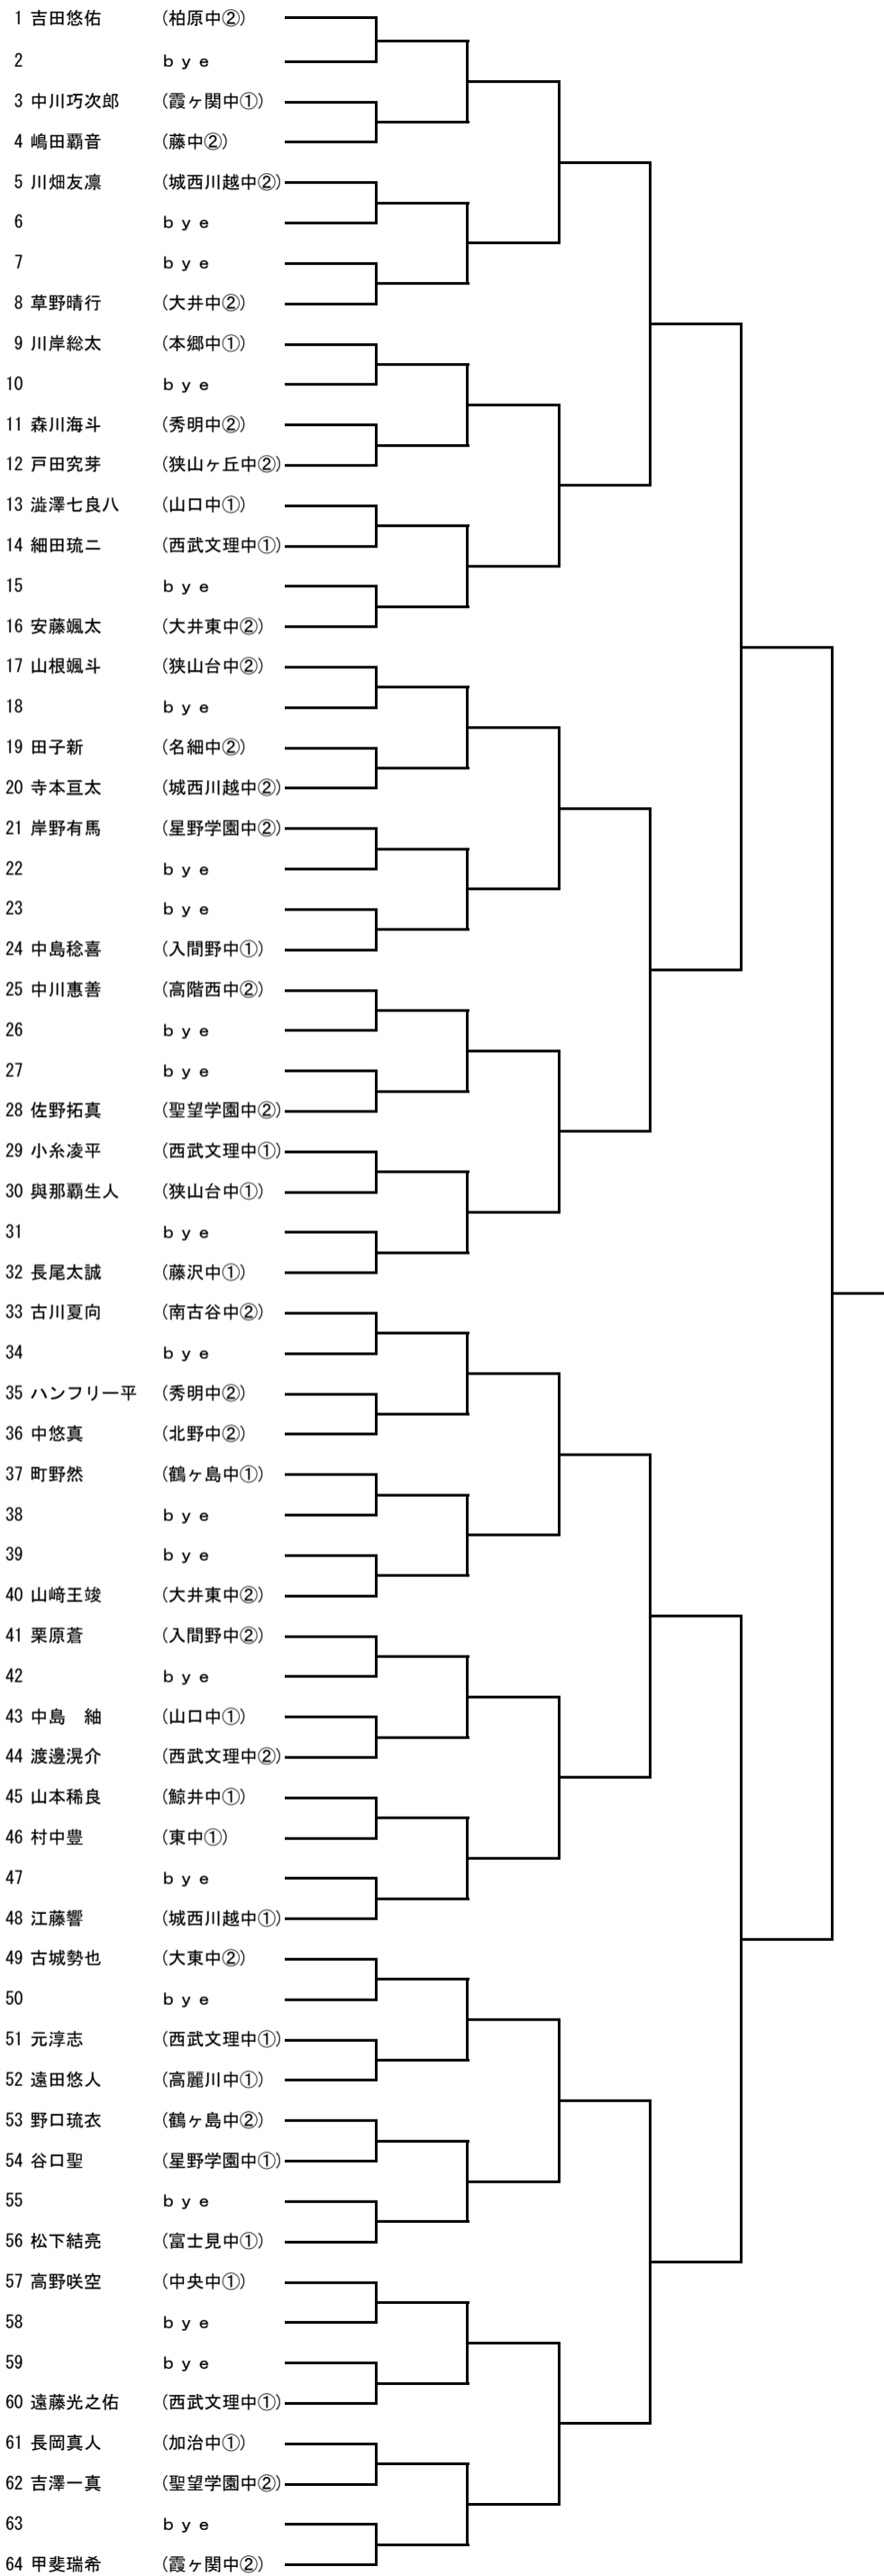 1 吉田悠佑 (柏原中②)
2 ｂｙｅ
3 中川巧次郎 (霞ヶ関中①)
4 嶋田覇音 (藤中②)
5 川畑友凛 (城西川越中②)
6 ｂｙｅ
7 ｂｙｅ
8 草野晴行 (大井中②)
9 川岸総太 (本郷中①)
10 ｂｙｅ
11 森川海斗 (秀明中②)
12 戸田究芽 (狭山ヶ丘中②)
13 澁澤七良八 (山口中①)
14 細田琉二 (西武文理中①)
15 ｂｙｅ
16 安藤颯太 (大井東中②)
17 山根颯斗 (狭山台中②)
18 ｂｙｅ
19 田子新 (名細中②)
20 寺本亘太 (城西川越中②)
21 岸野有馬 (星野学園中②)
22 ｂｙｅ
23 ｂｙｅ
24 中島稔喜 (入間野中①)
25 中川惠善 (高階西中②)
26 ｂｙｅ
27 ｂｙｅ
28 佐野拓真 (聖望学園中②)
29 小糸凌平 (西武文理中①)
30 與那覇生人 (狭山台中①)
31 ｂｙｅ
32 長尾太誠 (藤沢中①)
33 古川夏向 (南古谷中②)
34 ｂｙｅ
35 ハンフリー平 (秀明中②)
36 中悠真 (北野中②)
37 町野然 (鶴ヶ島中①)
38 ｂｙｅ
39 ｂｙｅ
40 山﨑王竣 (大井東中②)
41 栗原蒼 (入間野中②)
42 ｂｙｅ
43 中島　紬 (山口中①)
44 渡邊滉介 (西武文理中②)
45 山本稀良 (鯨井中①)
46 村中豊 (東中①)
47 ｂｙｅ
48 江藤響 (城西川越中①)
49 古城勢也 (大東中②)
50 ｂｙｅ
51 元淳志 (西武文理中①)
52 遠田悠人 (高麗川中①)
53 野口琉衣 (鶴ヶ島中②)
54 谷口聖 (星野学園中①)
55 ｂｙｅ
56 松下結亮 (富士見中①)
57 高野咲空 (中央中①)
58 ｂｙｅ
59 ｂｙｅ
60 遠藤光之佑 (西武文理中①)
61 長岡真人 (加治中①)
62 吉澤一真 (聖望学園中②)
63 ｂｙｅ
64 甲斐瑞希 (霞ヶ関中②)